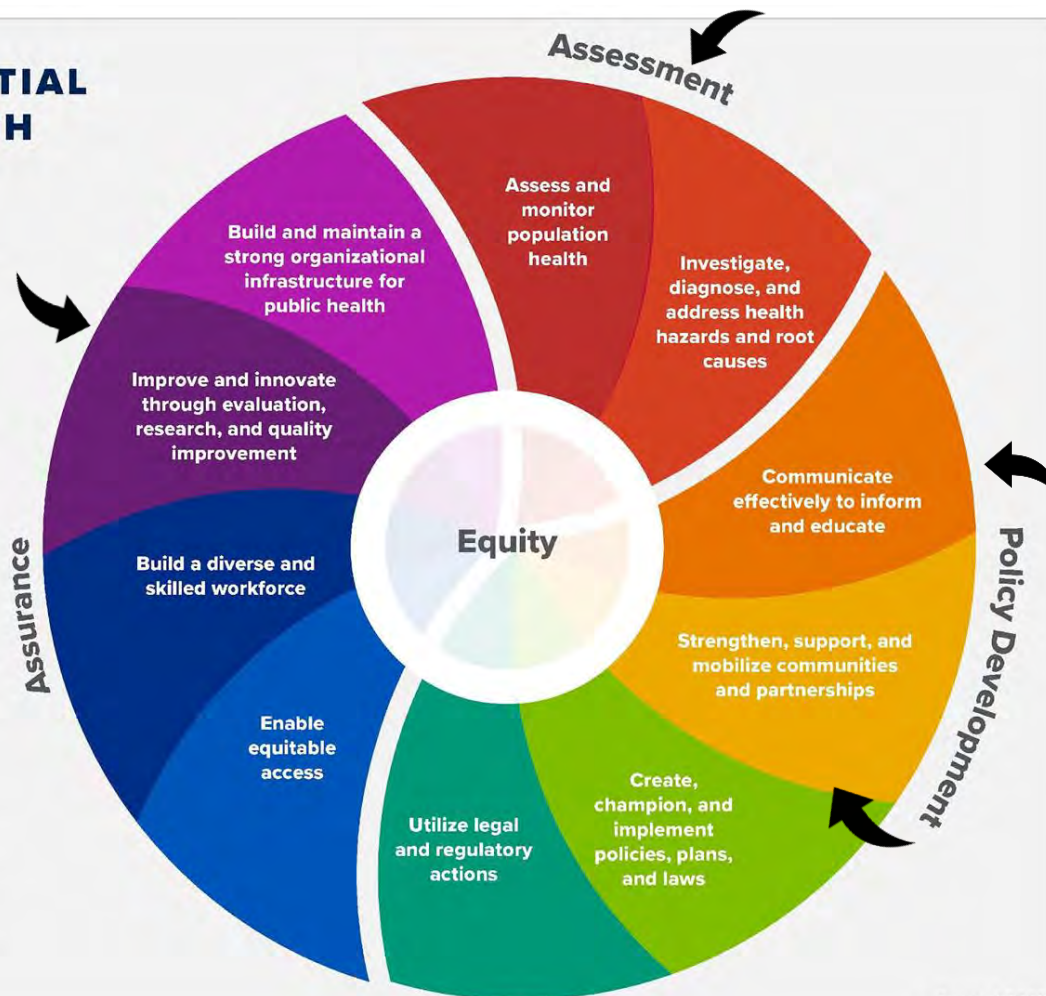 TIAL
H
Assessment
Assess and
monitor
population
health
Investigate,
diagnose, and
address health
hazards and root
causes
Policy Development
Communicate
effectively to inform
and educate
Strengthen, support, and
mobilize communities
and partnerships
Create,
champion, and
implement
policies, plans,
and laws
Utilize legal
and regulatory
actions
Assurance
Enable
equitable
access
Build a diverse and
skilled workforce
Improve and innovate
through evaluation,
research, and quality
improvement
Build and maintain a
strong organizational
infrastructure for
public health
Equity